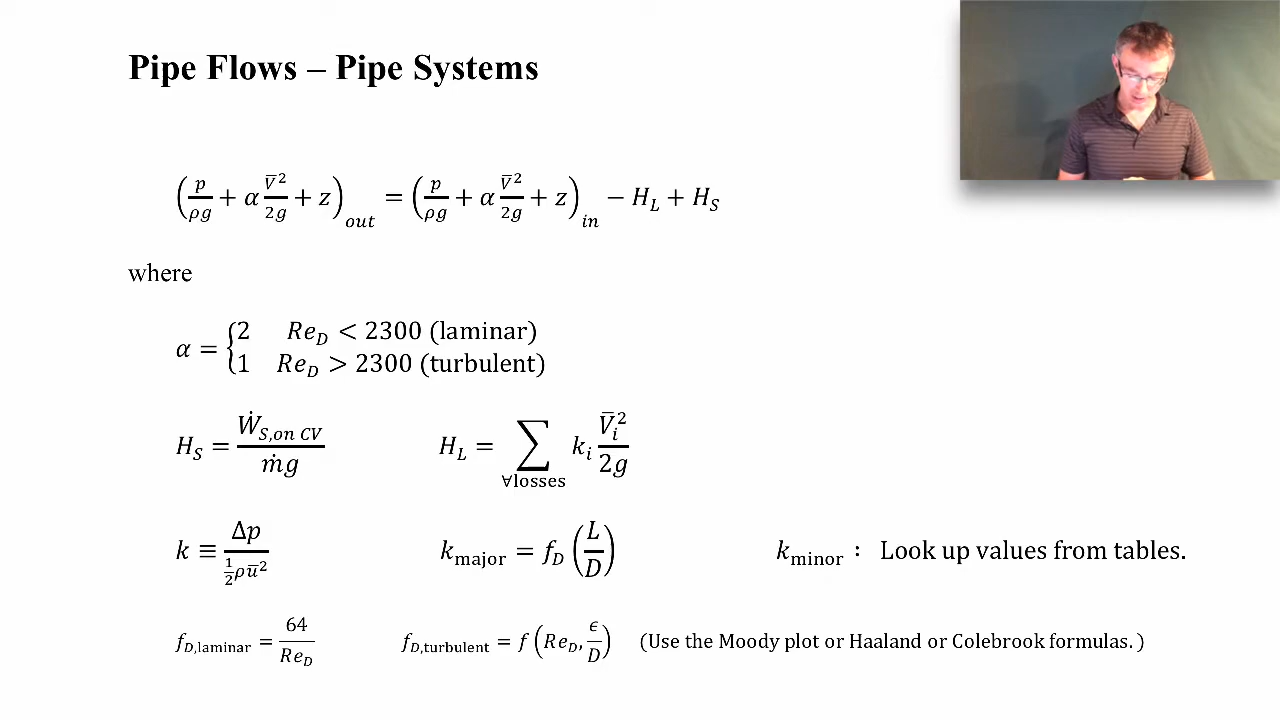 Pipe Flows – Pipe Systems
(p/ρg + α V̅²/2g + z)_out = (p/ρg + α V̅²/2g + z)_in − H_L + H_S
where
α = { 2 Re_D < 2300 (laminar)
1 Re_D > 2300 (turbulent)
H_S = Ẇ_S,on CV / ṁg H_L = ∑_∀losses k_i V̅_i²/2g
k ≡ Δp / ½ρu̅² k_major = f_D (L/D) k_minor : Look up values from tables.
f_D,laminar = 64/Re_D f_D,turbulent = f(Re_D, ϵ/D) (Use the Moody plot or Haaland or Colebrook formulas. )